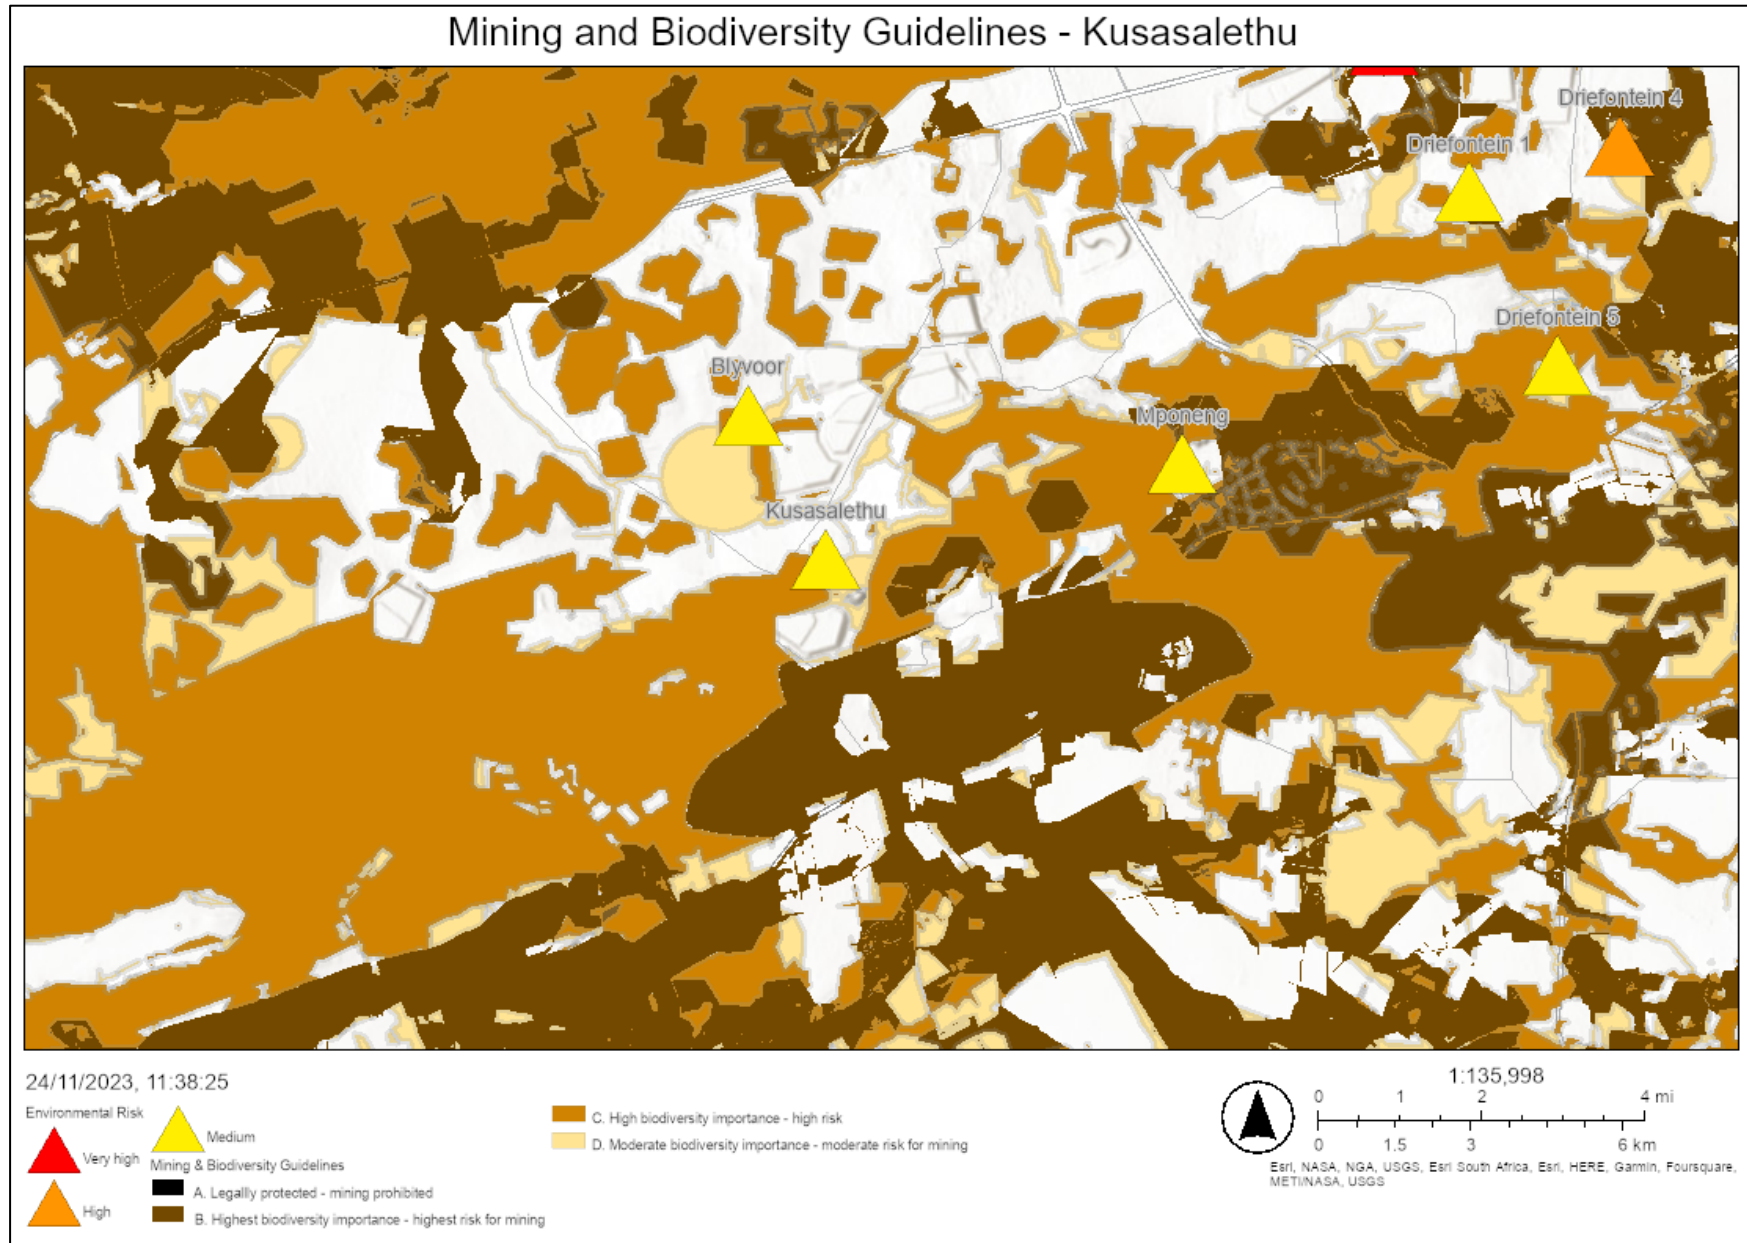 Mining and Biodiversity Guidelines - Kusasalethu
Driefontein 4
Driefontein 1
Driefontein 5
Blyvoor
Mponeng
Kusasalethu
24/11/2023, 11:38:25
Environmental Risk
Very high
High
Medium
Mining & Biodiversity Guidelines
A. Legally protected - mining prohibited
B. Highest biodiversity importance - highest risk for mining
C. High biodiversity importance - high risk
D. Moderate biodiversity importance - moderate risk for mining
1:135,998
0 1 2 4 mi
0 1.5 3 6 km
Esri, NASA, NGA, USGS, Esri South Africa, Esri, HERE, Garmin, Foursquare,
METI/NASA, USGS